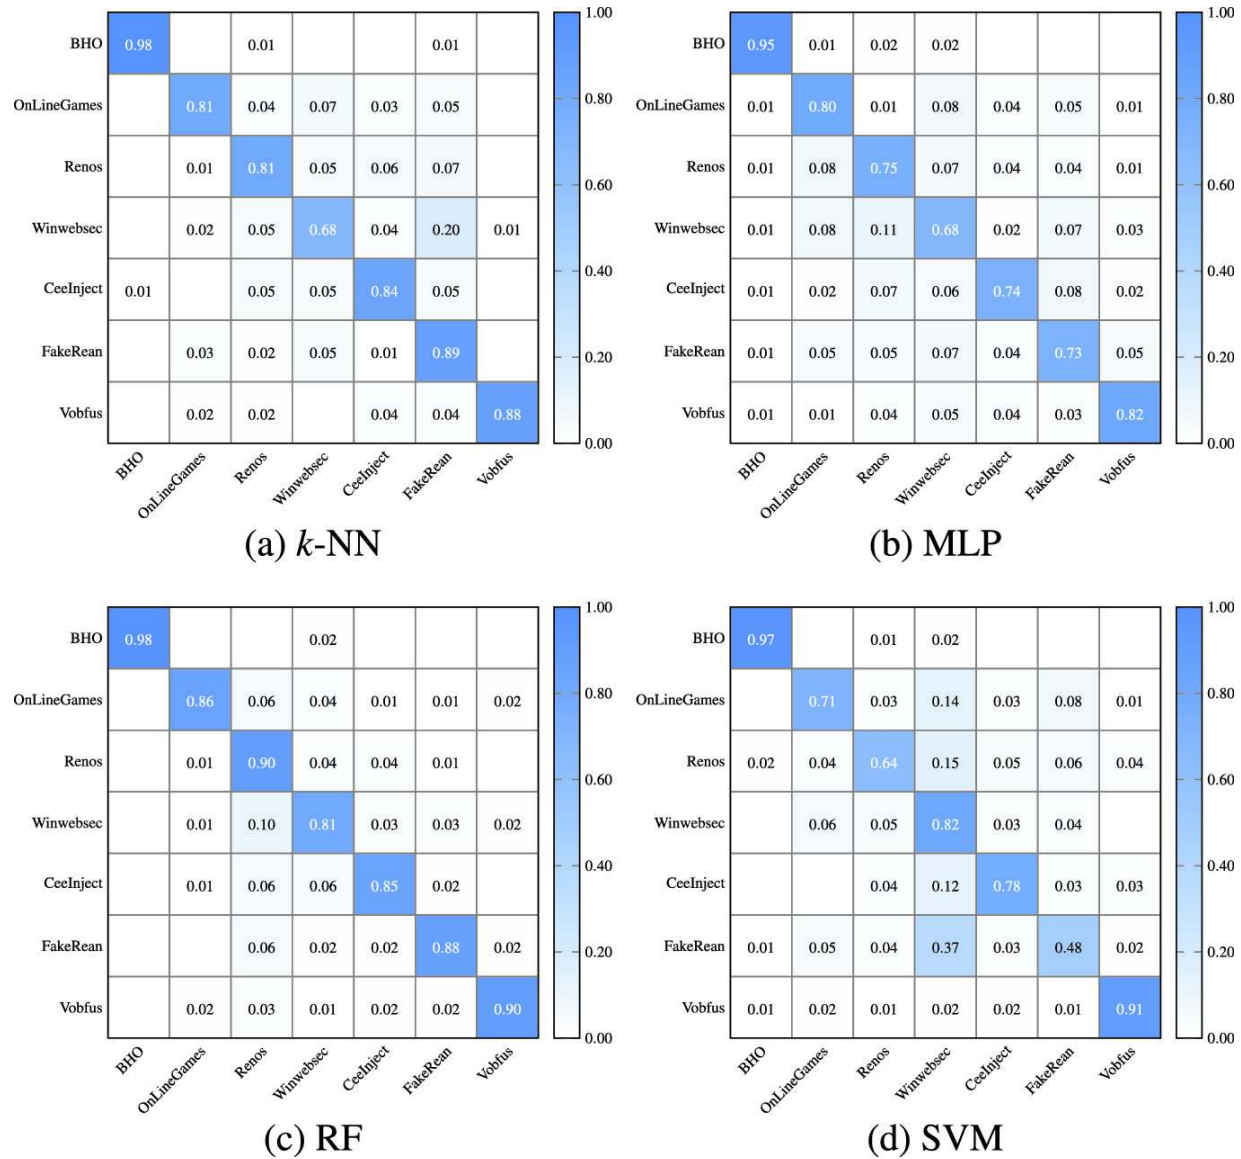 1.00
BHO 0.98 0.01 0.01
0.80
OnLineGames 0.81 0.04 0.07 0.03 0.05
Renos 0.01 0.81 0.05 0.06 0.07
0.60
Winwebsec 0.02 0.05 0.68 0.04 0.20 0.01
0.40
CeeInject 0.01 0.05 0.05 0.84 0.05
0.20
FakeRean 0.03 0.02 0.05 0.01 0.89
Vobfus 0.02 0.02 0.04 0.04 0.88
0.00
BHO OnLineGames Renos Winwebsec CeeInject FakeRean Vobfus
(a) k-NN
1.00
BHO 0.95 0.01 0.02 0.02
0.80
OnLineGames 0.01 0.80 0.01 0.08 0.04 0.05 0.01
Renos 0.01 0.08 0.75 0.07 0.04 0.04 0.01
0.60
Winwebsec 0.01 0.08 0.11 0.68 0.02 0.07 0.03
0.40
CeeInject 0.01 0.02 0.07 0.06 0.74 0.08 0.02
0.20
FakeRean 0.01 0.05 0.05 0.07 0.04 0.73 0.05
Vobfus 0.01 0.01 0.04 0.05 0.04 0.03 0.82
0.00
BHO OnLineGames Renos Winwebsec CeeInject FakeRean Vobfus
(b) MLP
1.00
BHO 0.98 0.02
0.80
OnLineGames 0.86 0.06 0.04 0.01 0.01 0.02
Renos 0.01 0.90 0.04 0.04 0.01
0.60
Winwebsec 0.01 0.10 0.81 0.03 0.03 0.02
0.40
CeeInject 0.01 0.06 0.06 0.85 0.02
0.20
FakeRean 0.06 0.02 0.02 0.88 0.02
Vobfus 0.02 0.03 0.01 0.02 0.02 0.90
0.00
BHO OnLineGames Renos Winwebsec CeeInject FakeRean Vobfus
(c) RF
1.00
BHO 0.97 0.01 0.02
0.80
OnLineGames 0.71 0.03 0.14 0.03 0.08 0.01
Renos 0.02 0.04 0.64 0.15 0.05 0.06 0.04
0.60
Winwebsec 0.06 0.05 0.82 0.03 0.04
0.40
CeeInject 0.04 0.12 0.78 0.03 0.03
0.20
FakeRean 0.01 0.05 0.04 0.37 0.03 0.48 0.02
Vobfus 0.01 0.02 0.01 0.02 0.02 0.01 0.91
0.00
BHO OnLineGames Renos Winwebsec CeeInject FakeRean Vobfus
(d) SVM